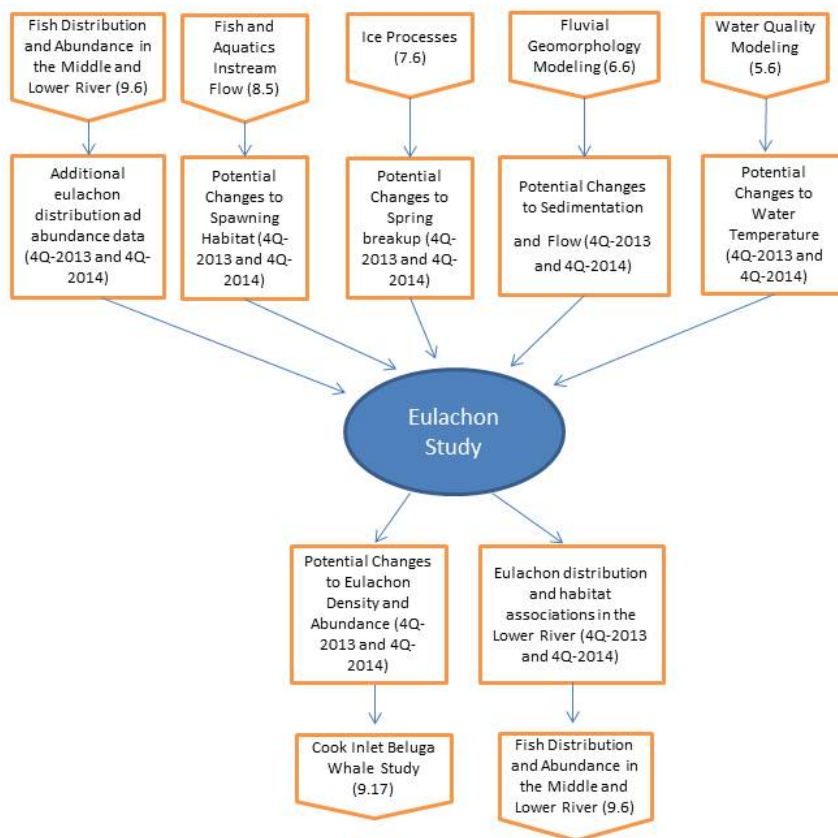 Fish Distribution
and Abundance in
the Middle and
Lower River (9.6)
Fish and
Aquatics
Instream
Flow (8.5)
Ice Processes
(7.6)
Fluvial
Geomorphology
Modeling (6.6)
Water Quality
Modeling
(5.6)
Additional
eulachon
distribution ad
abundance data
(4Q-2013 and 4Q-
2014)
Potential
Changes to
Spawning
Habitat (4Q-
2013 and 4Q-
2014)
Potential
Changes to
Spring
breakup (4Q-
2013 and 4Q-
2014)
Potential Changes
to Sedimentation
and Flow (4Q-2013
and 4Q-2014)
Potential
Changes to
Water
Temperature
(4Q-2013 and
4Q-2014)
Eulachon
Study
Potential Changes
to Eulachon
Density and
Abundance (4Q-
2013 and 4Q-
2014)
Eulachon distribution
and habitat
associations in the
Lower River (4Q-2013
and 4Q-2014)
Cook Inlet Beluga
Whale Study
(9.17)
Fish Distribution
and Abundance in
the Middle and
Lower River (9.6)